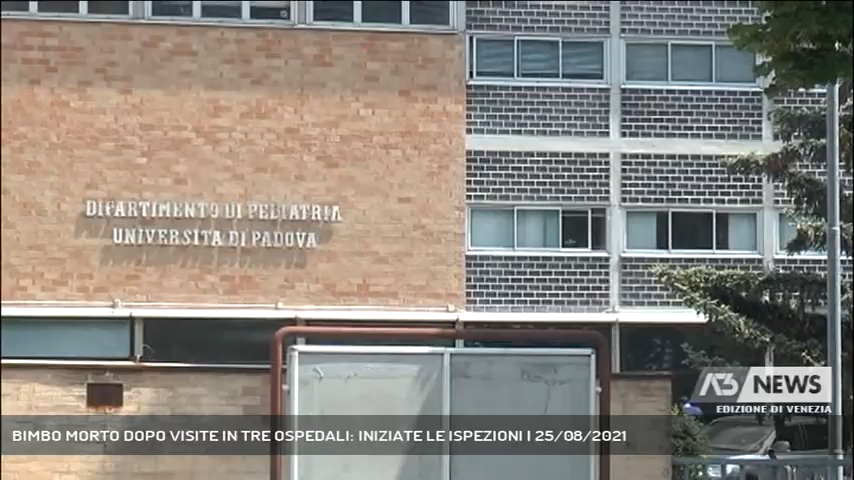 DIPARTIMENTO DI PEDIATRIA
UNIVERSITA DI PADOVA
A3 NEWS
EDIZIONE DI VENEZIA
BIMBO MORTO DOPO VISITE IN TRE OSPEDALI: INIZIATE LE ISPEZIONI | 25/08/2021